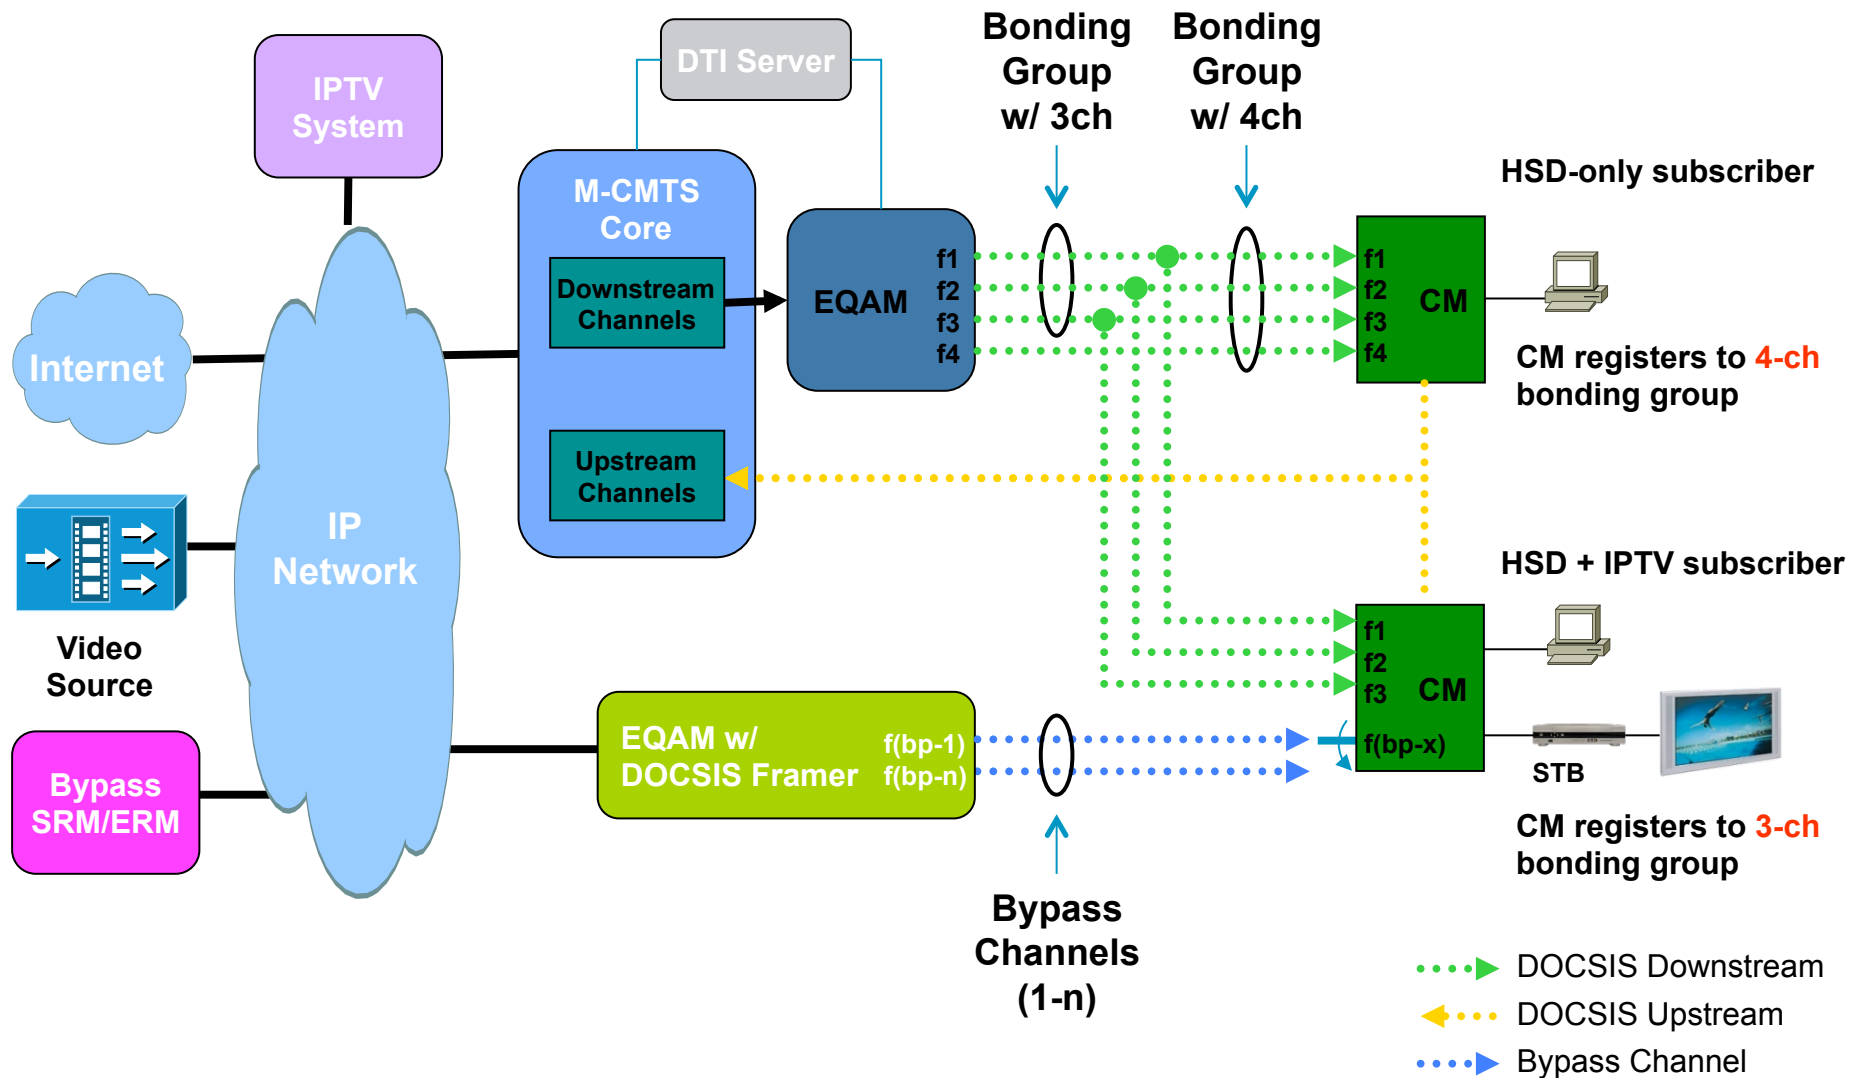 Bonding
Group
w/ 3ch
Bonding
Group
w/ 4ch
DTI Server
IPTV
System
M-CMTS
Core
HSD-only subscriber
Downstream
Channels
EQAM
f1
f2
f3
f4
f1
f2
f3
f4
CM
CM registers to 4-ch
bonding group
Internet
Upstream
Channels
IP
Network
Video
Source
HSD + IPTV subscriber
f1
f2
f3
CM
f(bp-x)
EQAM w/
DOCSIS Framer
f(bp-1)
f(bp-n)
STB
Bypass
SRM/ERM
CM registers to 3-ch
bonding group
Bypass
Channels
(1-n)
DOCSIS Downstream
DOCSIS Upstream
Bypass Channel